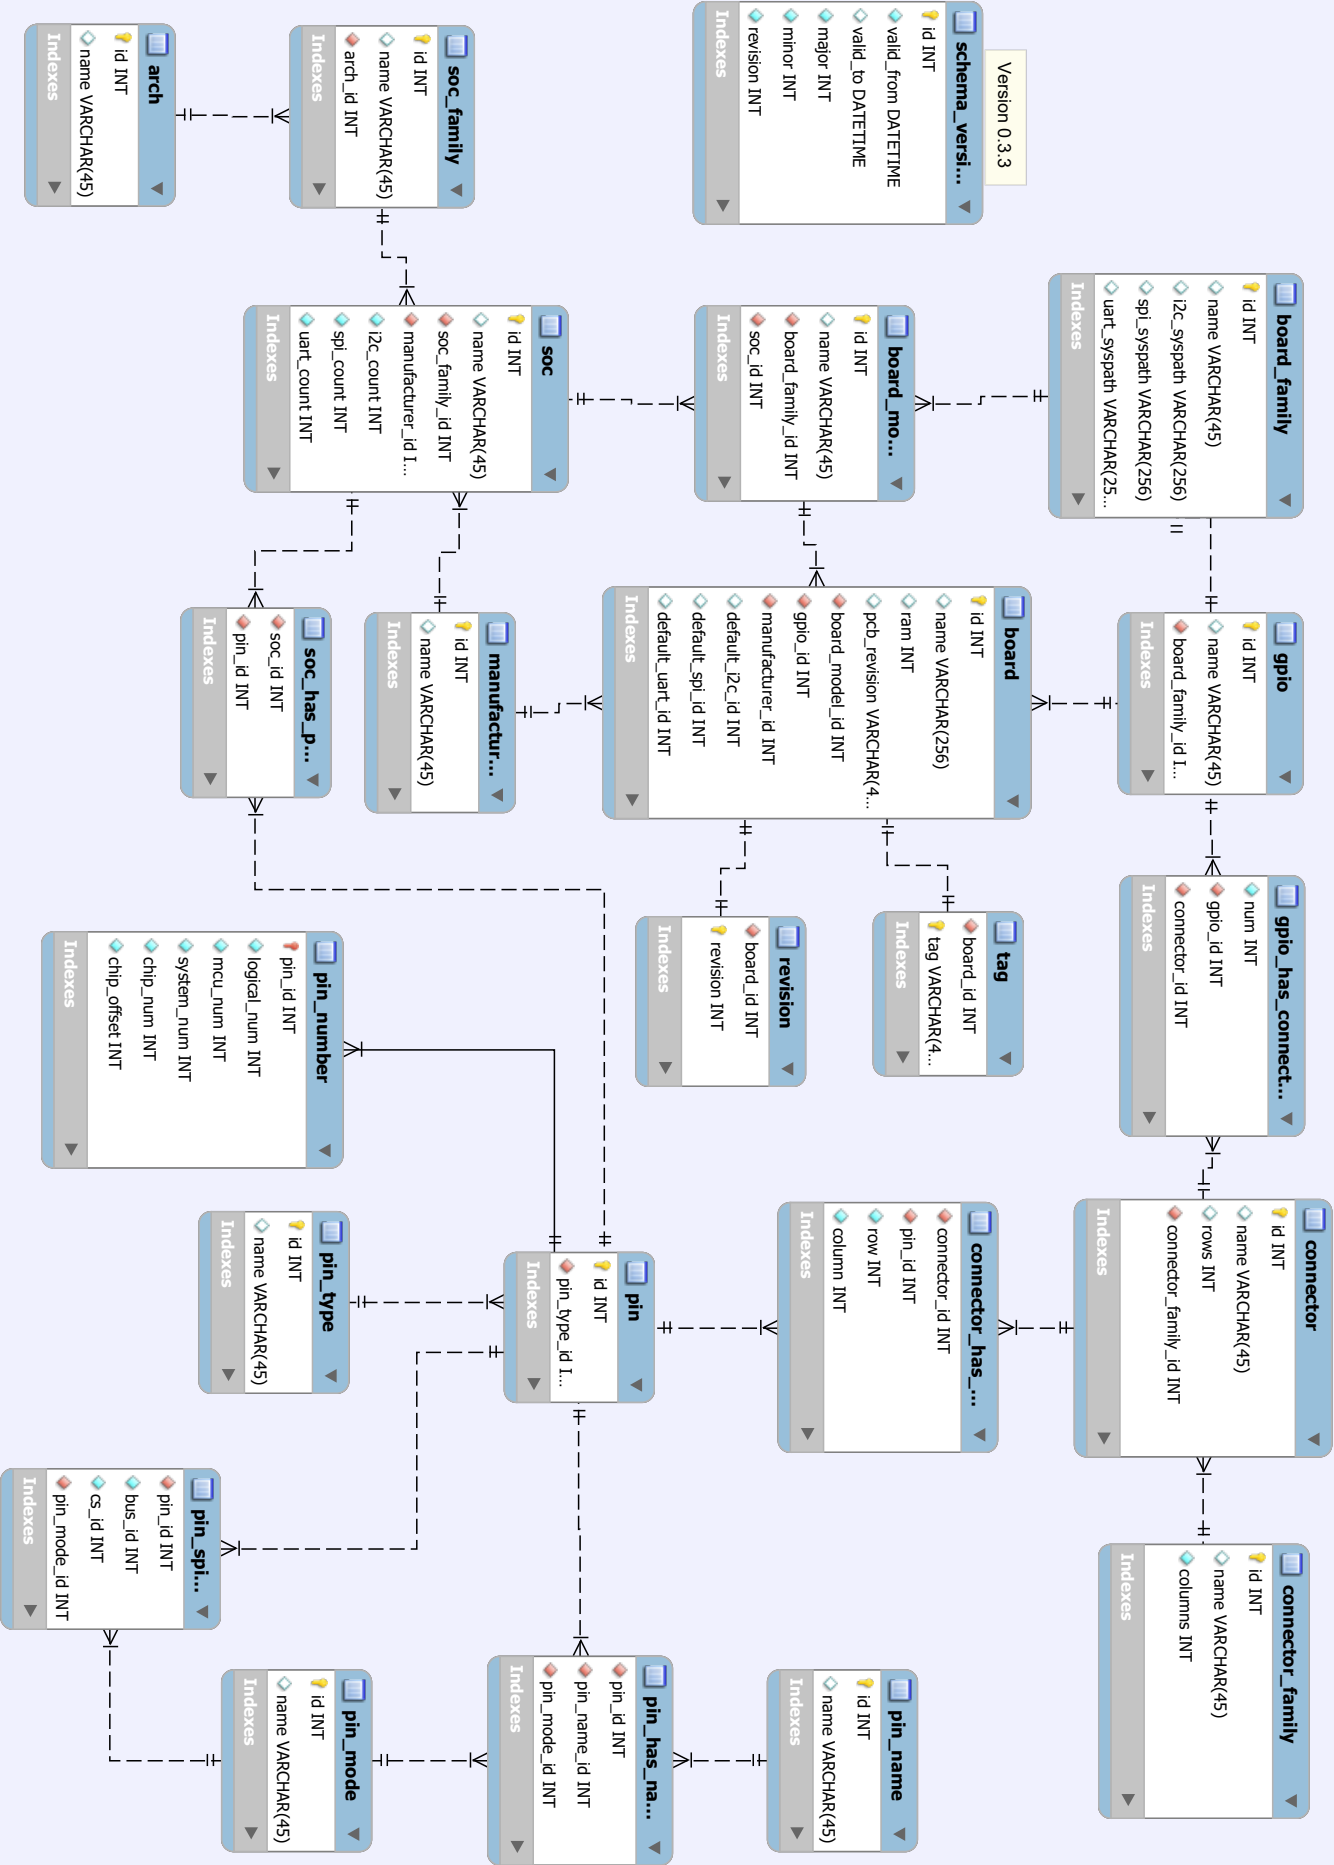 Version 0.3.3
schema_versi...
id INT
valid_from DATETIME
valid_to DATETIME
major INT
minor INT
revision INT
Indexes
soc_family
id INT
name VARCHAR(45)
arch_id INT
Indexes
arch
id INT
name VARCHAR(45)
Indexes
board_family
id INT
name VARCHAR(45)
i2c_syspath VARCHAR(256)
spi_syspath VARCHAR(256)
uart_syspath VARCHAR(25...
Indexes
board_mo...
id INT
name VARCHAR(45)
board_family_id INT
soc_id INT
Indexes
soc
id INT
name VARCHAR(45)
soc_family_id INT
manufacturer_id I...
i2c_count INT
spi_count INT
uart_count INT
Indexes
gpio
id INT
name VARCHAR(45)
board_family_id I...
Indexes
board
id INT
name VARCHAR(256)
ram INT
pcb_revision VARCHAR(4...
board_model_id INT
gpio_id INT
manufacturer_id INT
default_i2c_id INT
default_spi_id INT
default_uart_id INT
Indexes
manufactur...
id INT
name VARCHAR(45)
Indexes
soc_has_p...
soc_id INT
pin_id INT
Indexes
gpio_has_connect...
num INT
gpio_id INT
connector_id INT
Indexes
tag
board_id INT
tag VARCHAR(4...
Indexes
revision
board_id INT
revision INT
Indexes
pin_number
pin_id INT
logical_num INT
mcu_num INT
system_num INT
chip_num INT
chip_offset INT
Indexes
connector
id INT
name VARCHAR(45)
rows INT
connector_family_id INT
Indexes
connector_has_...
connector_id INT
pin_id INT
row INT
column INT
Indexes
pin
id INT
pin_type_id I...
Indexes
pin_type
id INT
name VARCHAR(45)
Indexes
connector_family
id INT
name VARCHAR(45)
columns INT
Indexes
pin_spi...
pin_id INT
bus_id INT
cs_id INT
pin_mode_id INT
Indexes
pin_name
id INT
name VARCHAR(45)
Indexes
pin_has_na...
pin_id INT
pin_name_id INT
pin_mode_id INT
Indexes
pin_mode
id INT
name VARCHAR(45)
Indexes